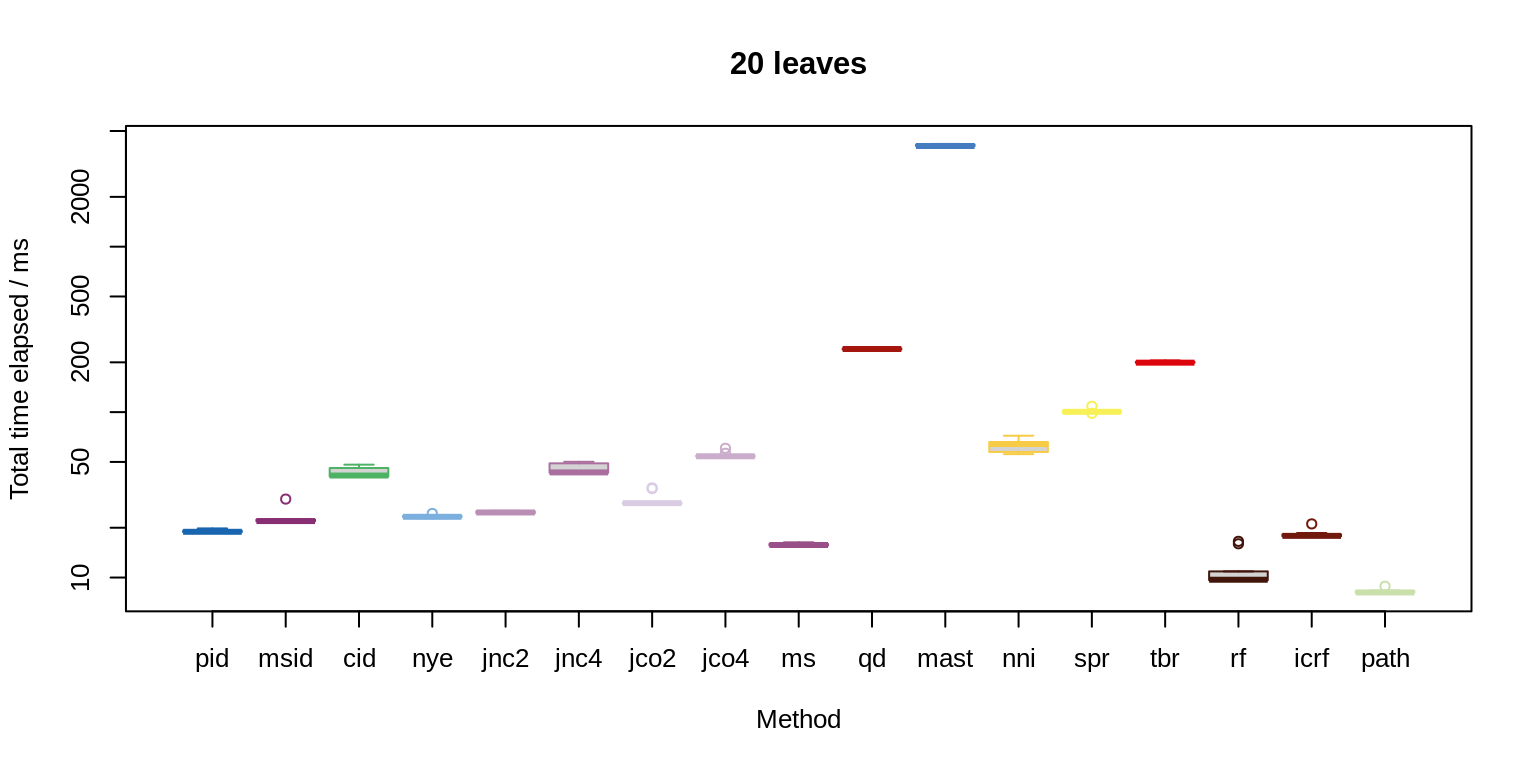 20 leaves
Total time elapsed / ms
2000
500
200
50
10
pid msid cid nye jnc2 jnc4 jco2 jco4 ms qd mast nni spr tbr rf icrf path
Method